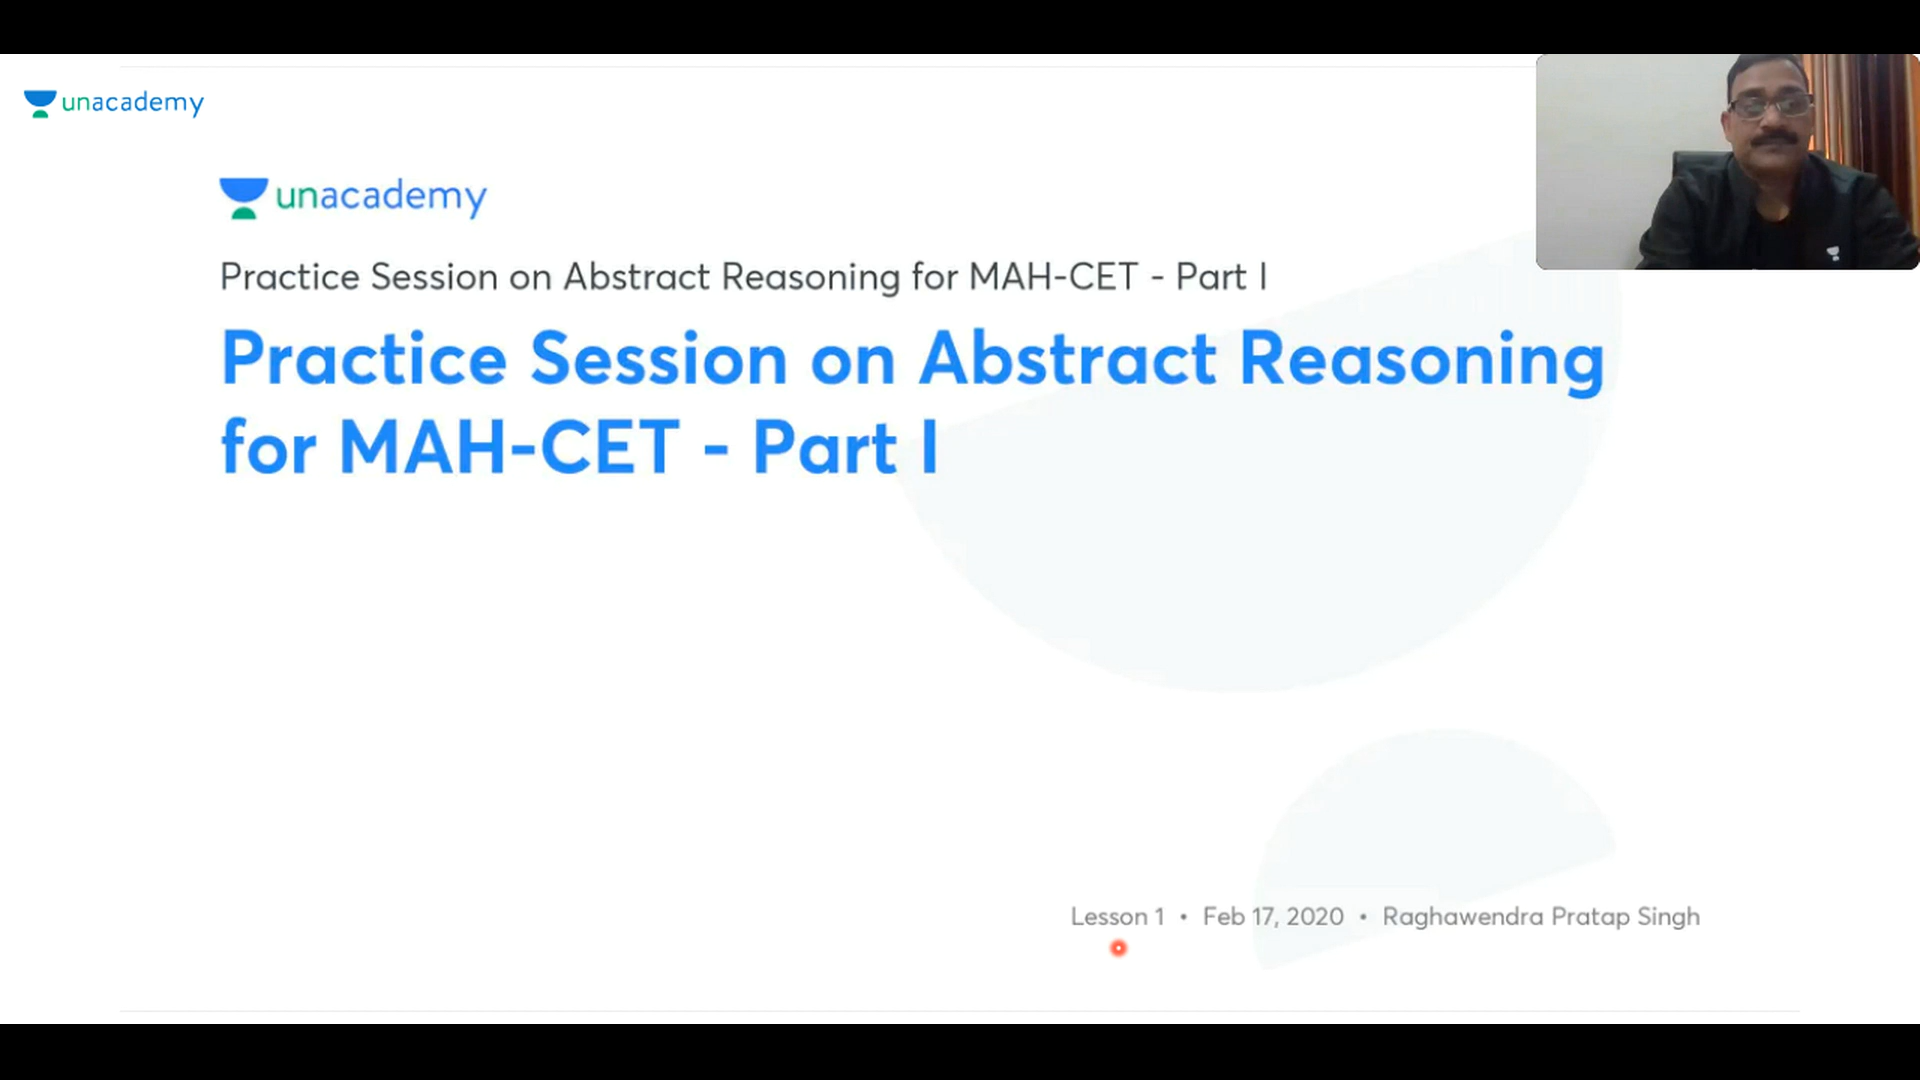 unacademy
unacademy
Practice Session on Abstract Reasoning for MAH-CET - Part I
Practice Session on Abstract Reasoning
for MAH-CET - Part I
Lesson 1 • Feb 17, 2020 • Raghawendra Pratap Singh